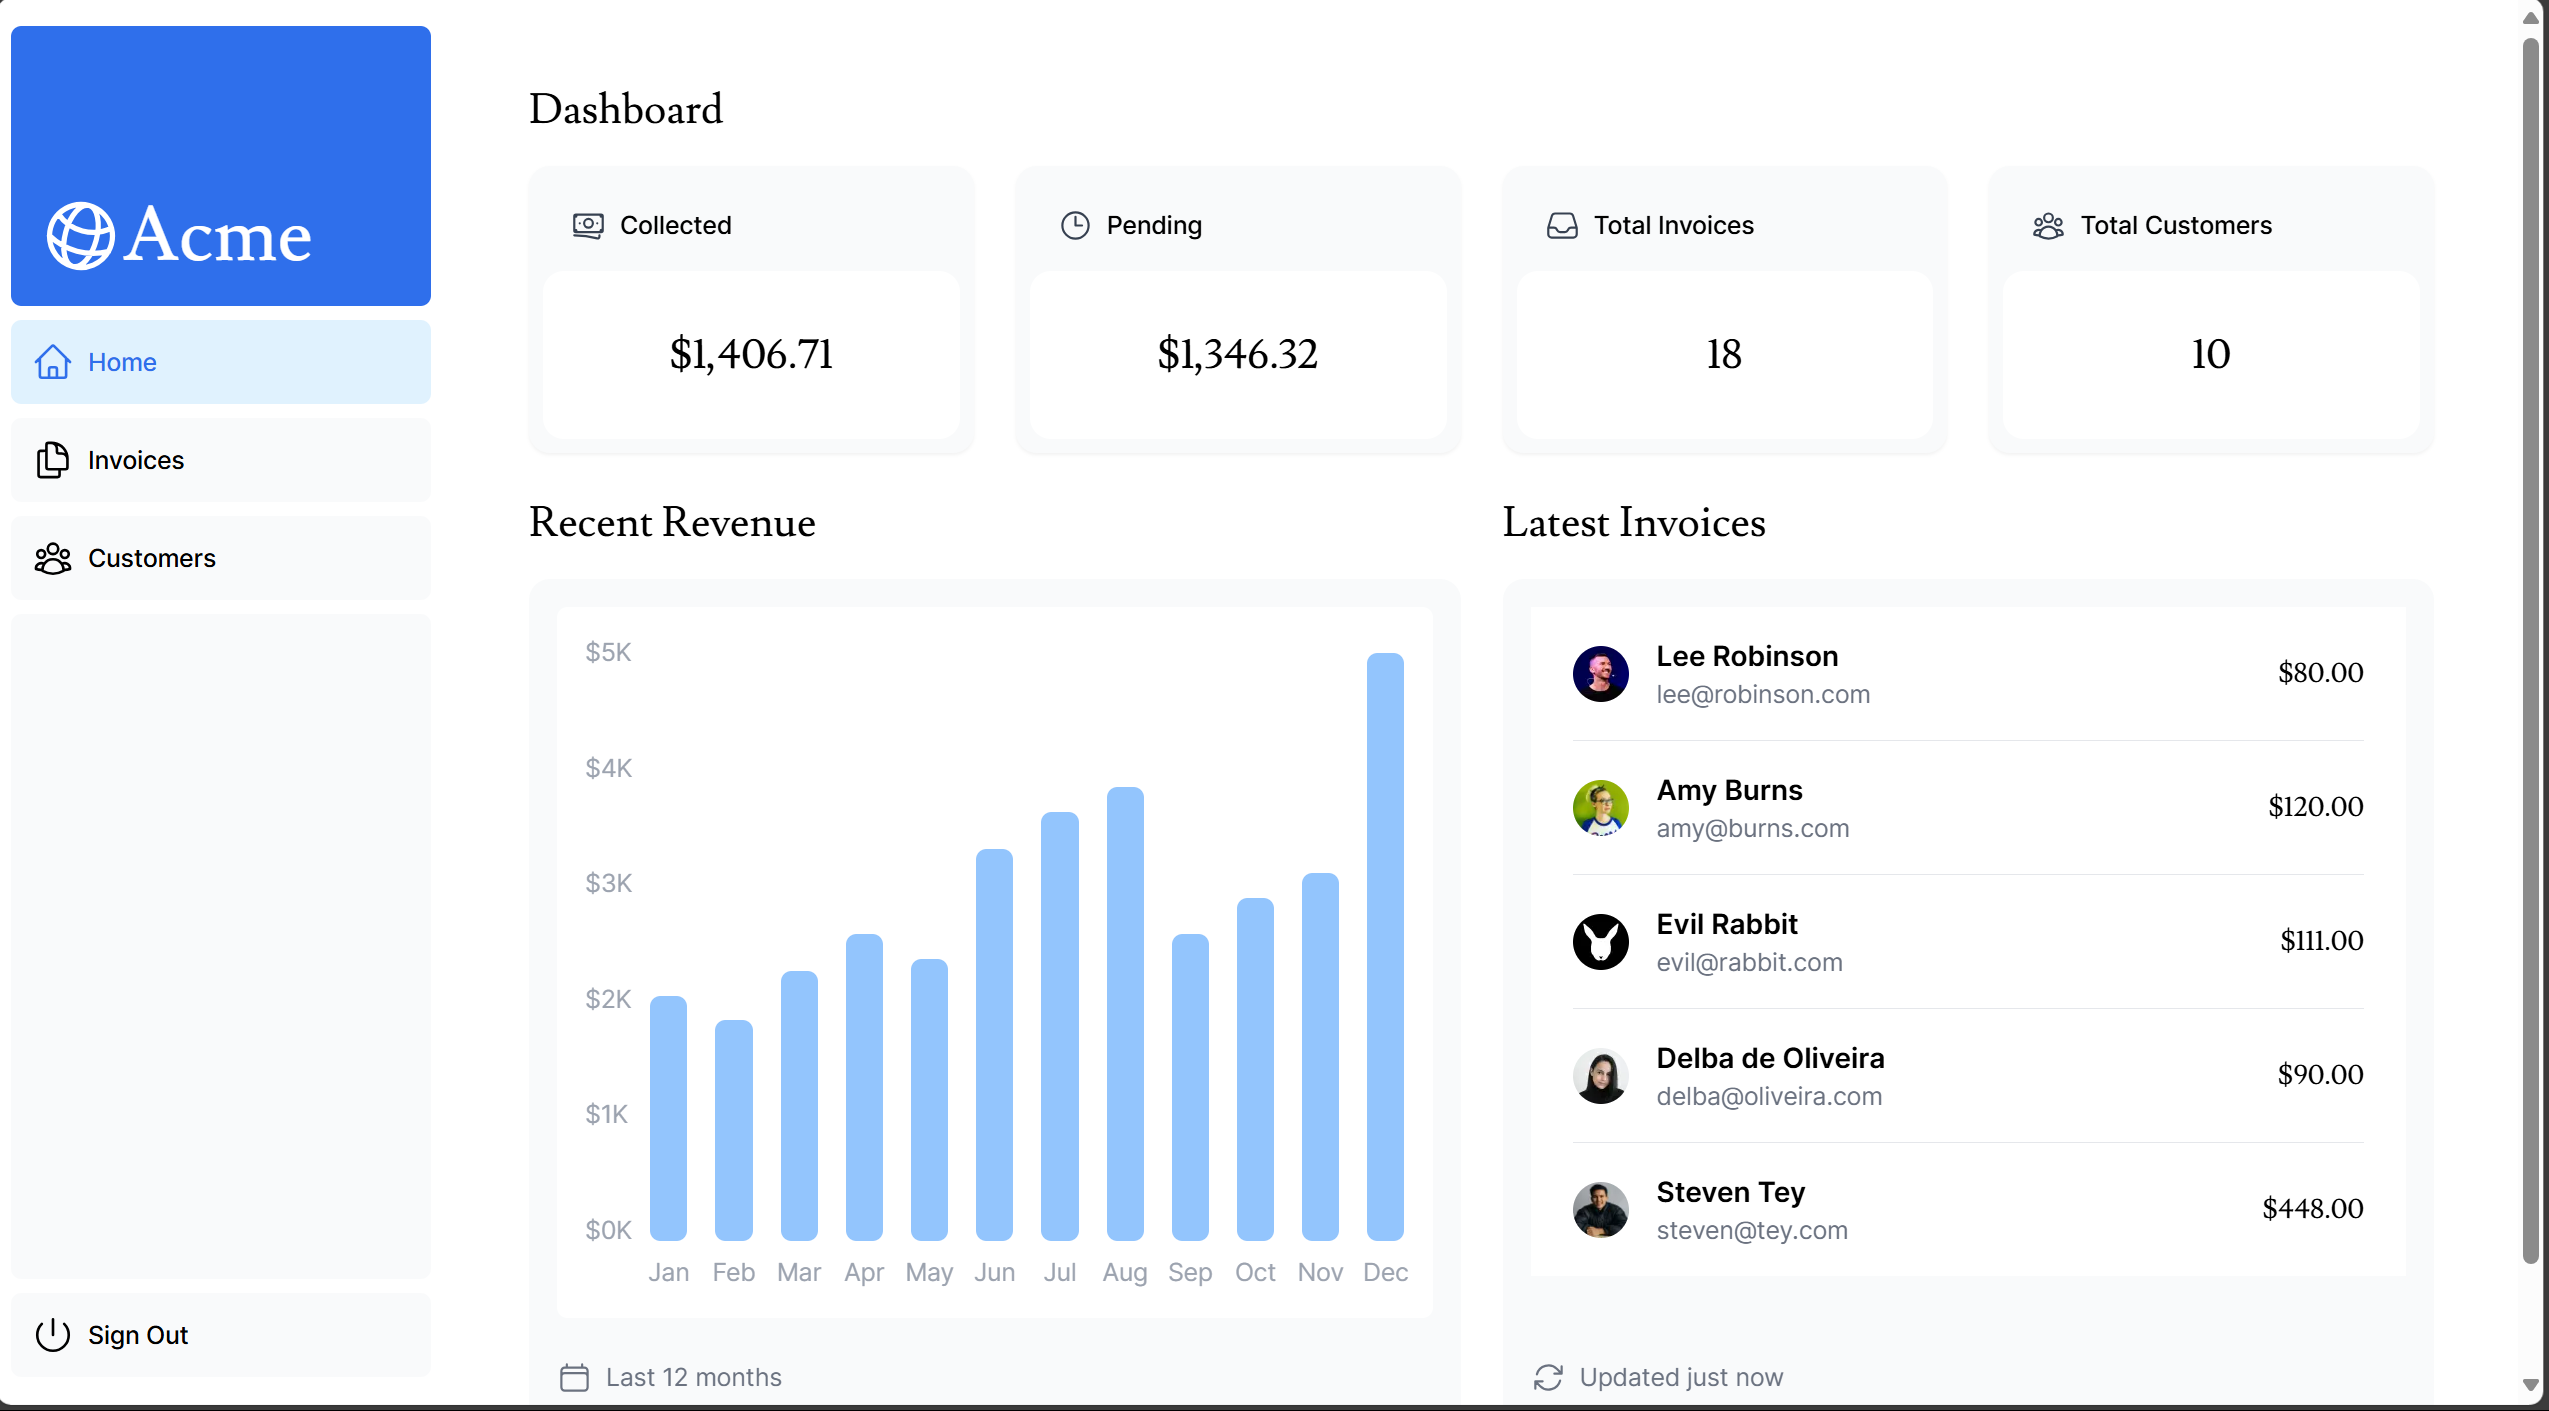 Acme
Home
Invoices
Customers
Sign Out
Dashboard
Collected
$1,406.71
Pending
$1,346.32
Total Invoices
18
Total Customers
10
Recent Revenue
$5K
$4K
$3K
$2K
$1K
$0K
Jan Feb Mar Apr May Jun Jul Aug Sep Oct Nov Dec
Last 12 months
Latest Invoices
Lee Robinson
lee@robinson.com
$80.00
Amy Burns
amy@burns.com
$120.00
Evil Rabbit
evil@rabbit.com
$111.00
Delba de Oliveira
delba@oliveira.com
$90.00
Steven Tey
steven@tey.com
$448.00
Updated just now